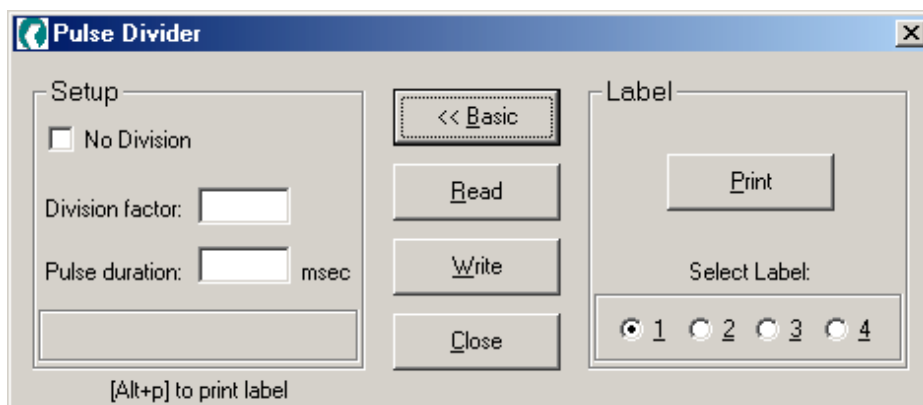 Pulse Divider
Setup
No Division
Division factor:
Pulse duration: msec
[Alt+p] to print label
<< Basic
Read
Write
Close
Label
Print
Select Label:
1 2 3 4